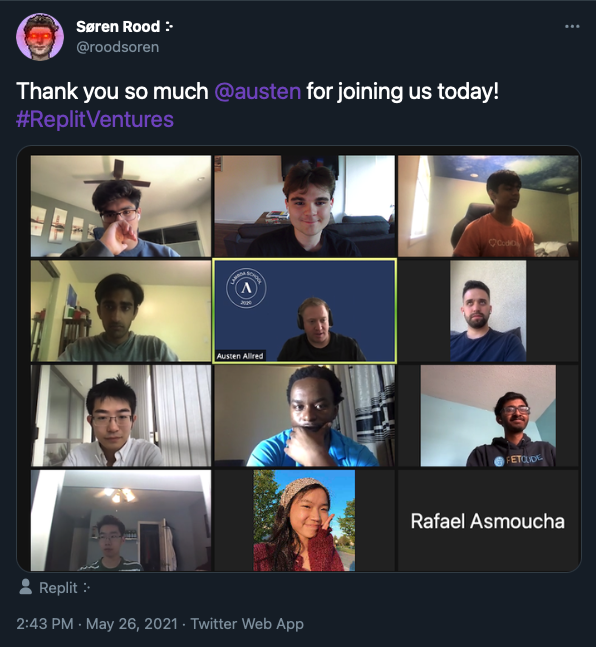 Søren Rood
@roodsoren
Thank you so much @austen for joining us today!
#ReplitVentures
LAMBDA SCHOOL
2020
Austen Allred
Rafael Asmoucha
Replit
2:43 PM · May 26, 2021 · Twitter Web App